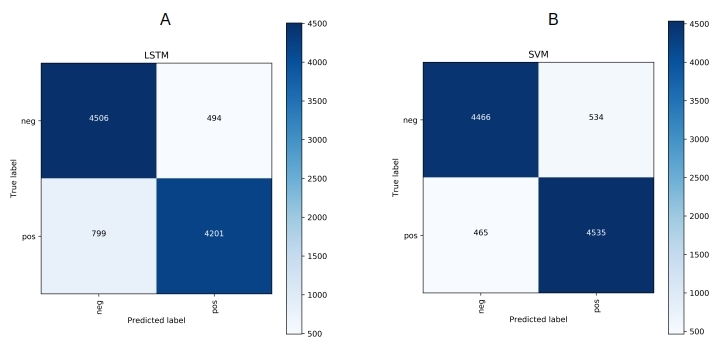 A
LSTM
neg
pos
True label
4506
494
799
4201
neg
pos
Predicted label
4500
4000
3500
3000
2500
2000
1500
1000
500
B
SVM
neg
pos
True label
4466
534
465
4535
neg
pos
Predicted label
4500
4000
3500
3000
2500
2000
1500
1000
500